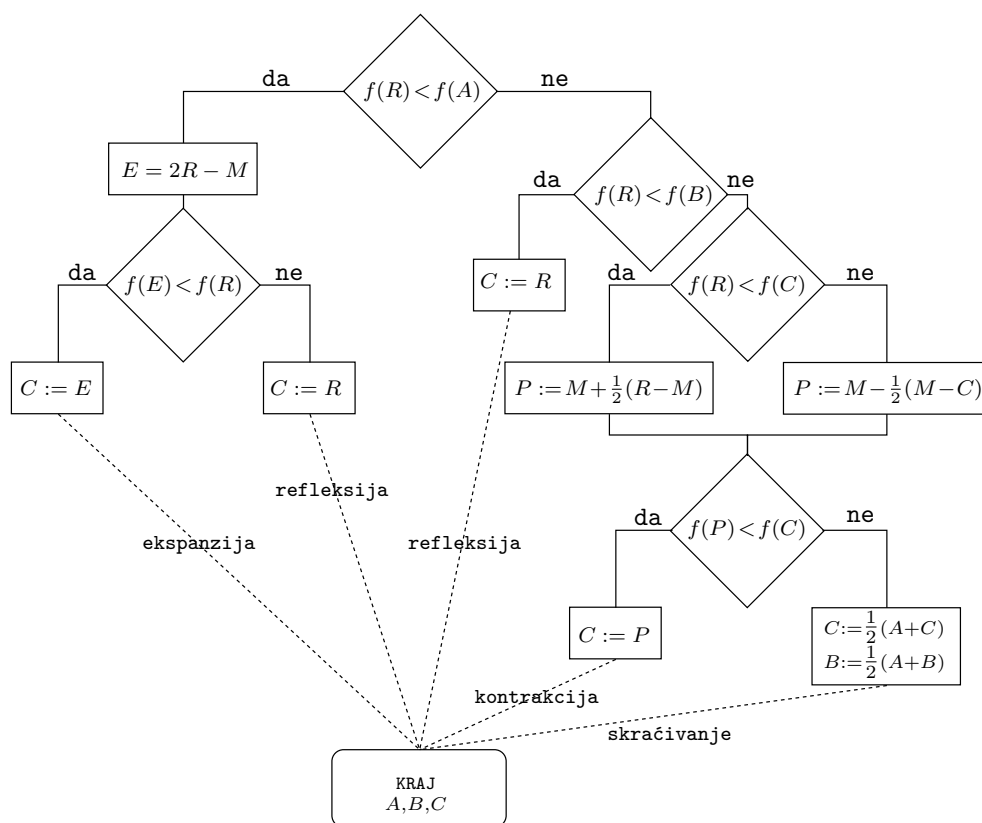 da
f(R)<f(A)
ne
E = 2R − M
da
f(R)<f(B)
ne
da
f(E)<f(R)
ne
C := R
da
f(R)<f(C)
ne
C := E
C := R
P := M+½(R−M)
P := M−½(M−C)
refleksija
ekspanzija
refleksija
da
f(P)<f(C)
ne
C := P
C:=½(A+C)
B:=½(A+B)
kontrakcija
skraćivanje
KRAJ
A,B,C